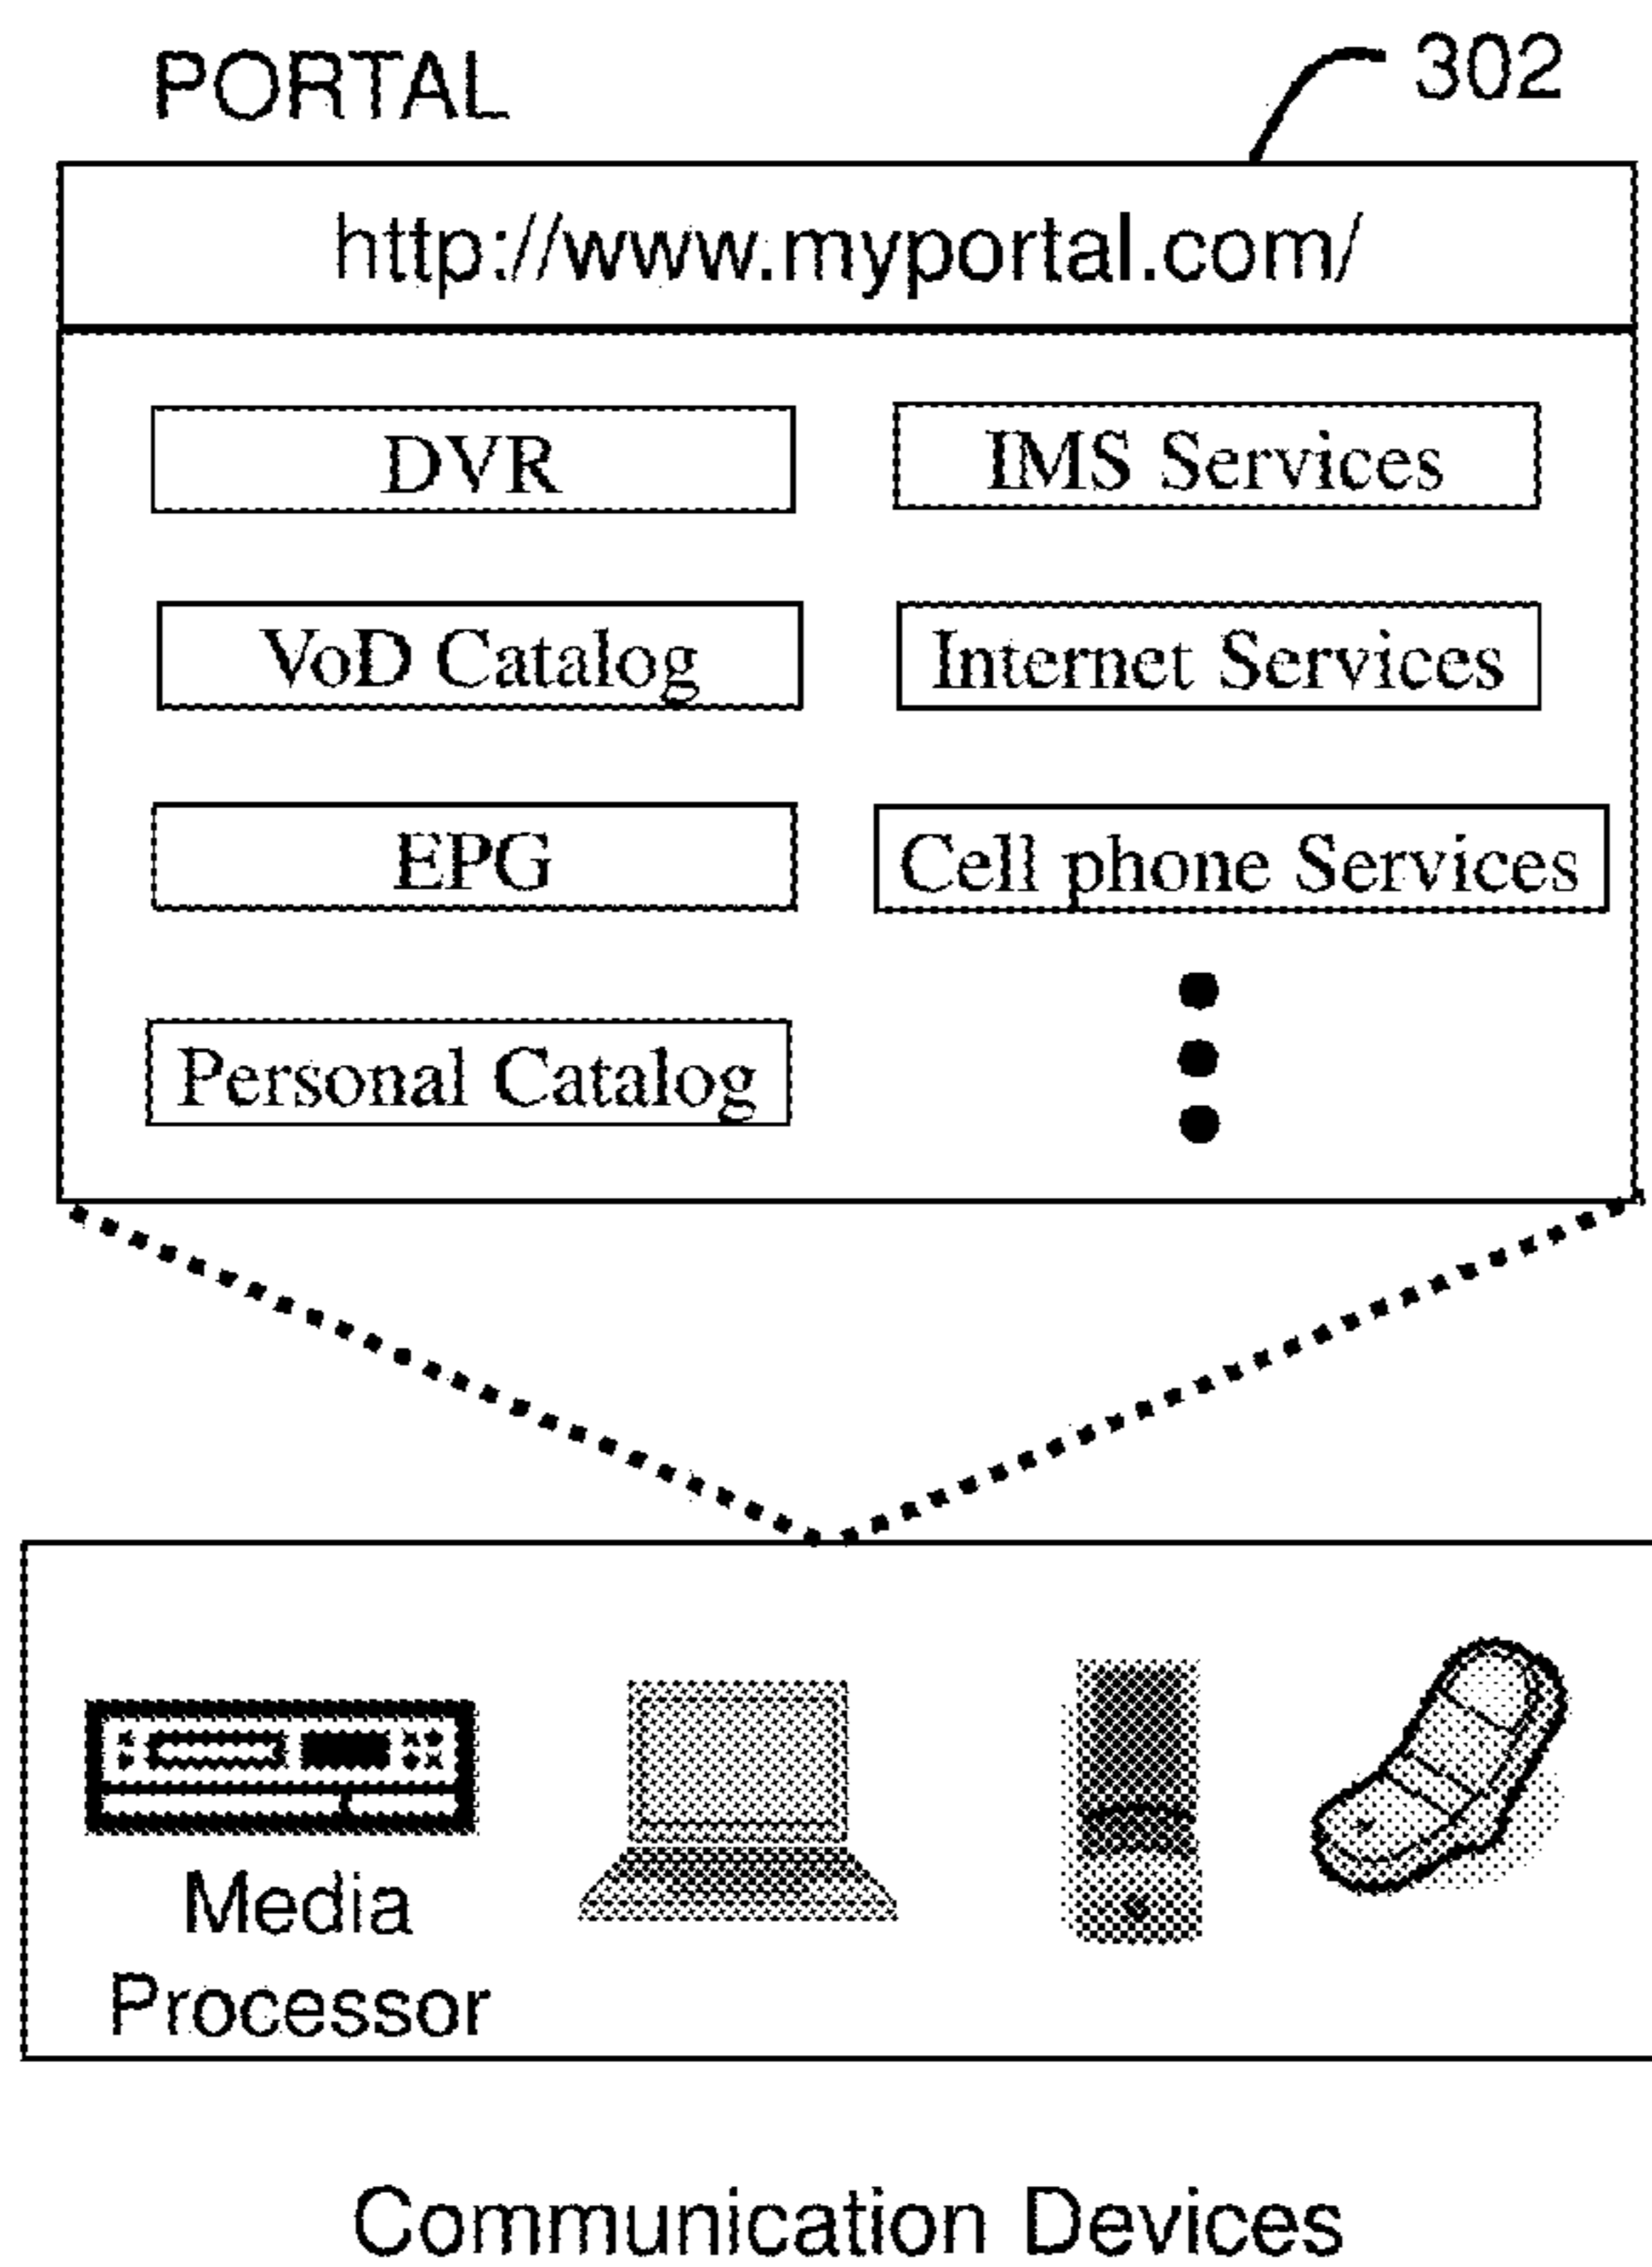 PORTAL
302
http://www.myportal.com/
DVR
IMS Services
VoD Catalog
Internet Services
EPG
Cell phone Services
Personal Catalog
Media
Processor
Communication Devices